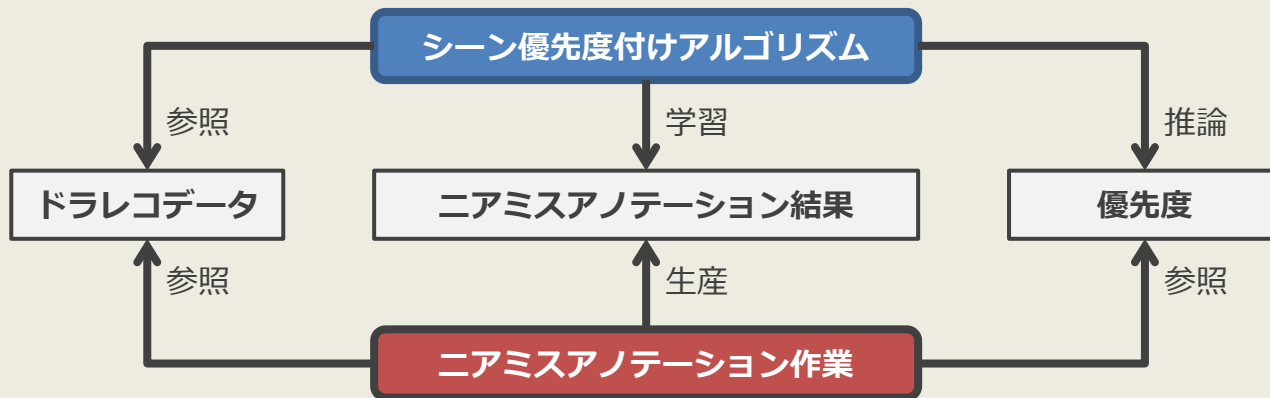 シーン優先度付けアルゴリズム
参照
学習
推論
ドラレコデータ
ニアミスアノテーション結果
優先度
参照
生産
参照
ニアミスアノテーション作業